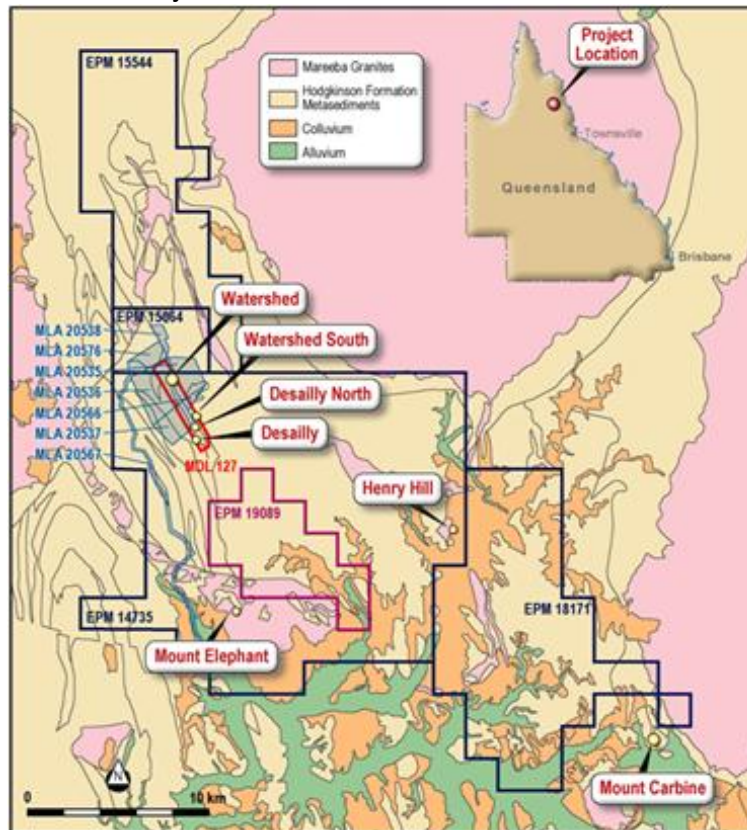 EPM 15544
Mareeba Granites
Hodgkinson Formation
Metasediments
Colluvium
Alluvium
Project
Location
Townsville
Queensland
Brisbane
Watershed
EPM 15064
MLA 20538
MLA 20576
MLA 20535
MLA 20536
MLA 20566
MLA 20537
MLA 20567
Watershed South
Desailly North
Desailly
MDL 127
Henry Hill
EPM 19089
EPM 18171
EPM 14735
Mount Elephant
Mount Carbine
N
0
10 km